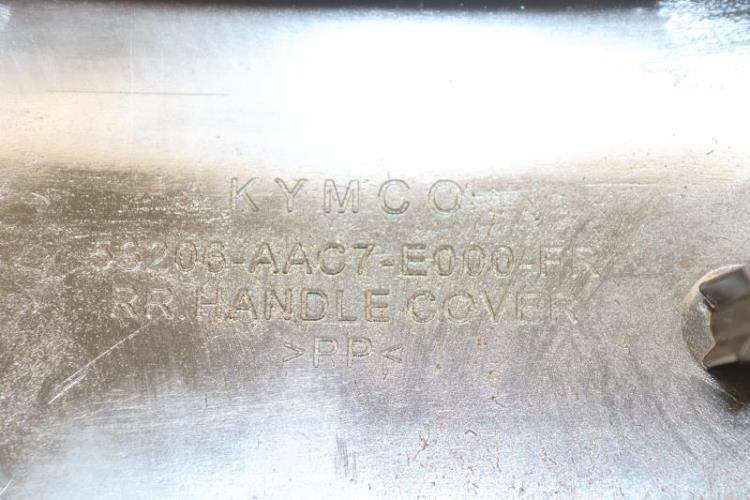 KYMCO
53206-AAC7-E000-FR
RR.HANDLE COVER
>PP<